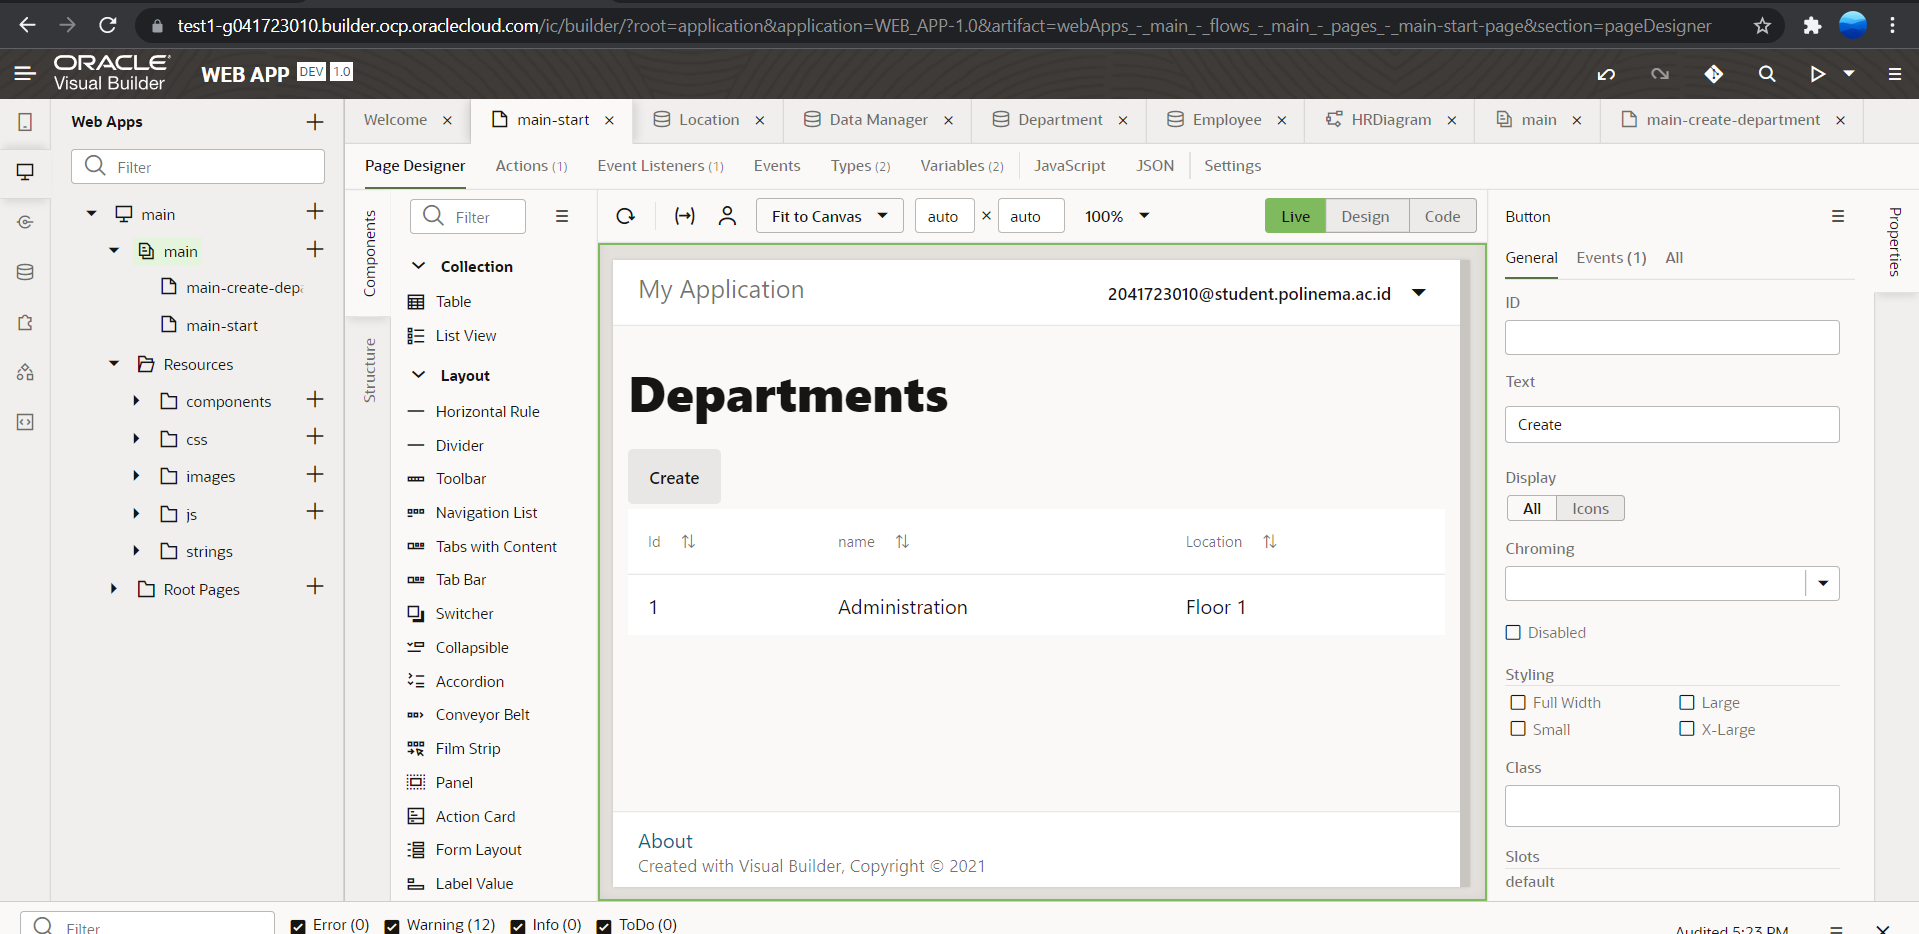 test1-g041723010.builder.ocp.oraclecloud.com/ic/builder/?root=application&application=WEB_APP-1.0&artifact=webApps_-_main_-_flows_-_main_-_pages_-_main-start-page&section=pageDesigner
ORACLE
Visual Builder
WEB APP DEV 1.0
Web Apps
Filter
main
main
main-create-depa
main-start
Resources
components
css
images
js
strings
Root Pages
Welcome
main-start
Location
Data Manager
Department
Employee
HRDiagram
main
main-create-department
Page Designer
Actions (1)
Event Listeners (1)
Events
Types (2)
Variables (2)
JavaScript
JSON
Settings
Components
Structure
Filter
Collection
Table
List View
Layout
Horizontal Rule
Divider
Toolbar
Navigation List
Tabs with Content
Tab Bar
Switcher
Collapsible
Accordion
Conveyor Belt
Film Strip
Panel
Action Card
Form Layout
Label Value
Fit to Canvas
auto × auto
100%
Live
Design
Code
My Application
2041723010@student.polinema.ac.id
Departments
Create
Id name Location
1 Administration Floor 1
About
Created with Visual Builder, Copyright © 2021
Button
General
Events (1)
All
ID
Text
Create
Display
All
Icons
Chroming
Disabled
Styling
Full Width
Large
Small
X-Large
Class
Slots
default
Properties
Filter
Error (0)
Warning (12)
Info (0)
ToDo (0)
Audited 5:23 PM